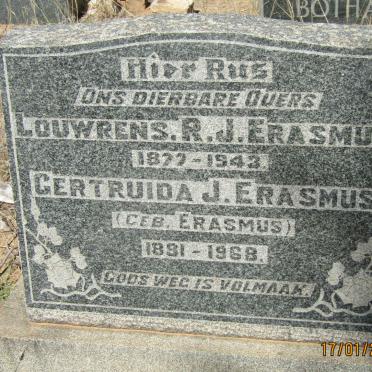 BOTHA
Hier Rus
ONS DIERBARE OUERS
LOUWRENS. R. J. ERASMU
1877-1943.
GERTRUIDA J. ERASMUS
(GEB. ERASMUS)
1891-1968.
GODS WEG IS VOLMAAK.
17/01/2